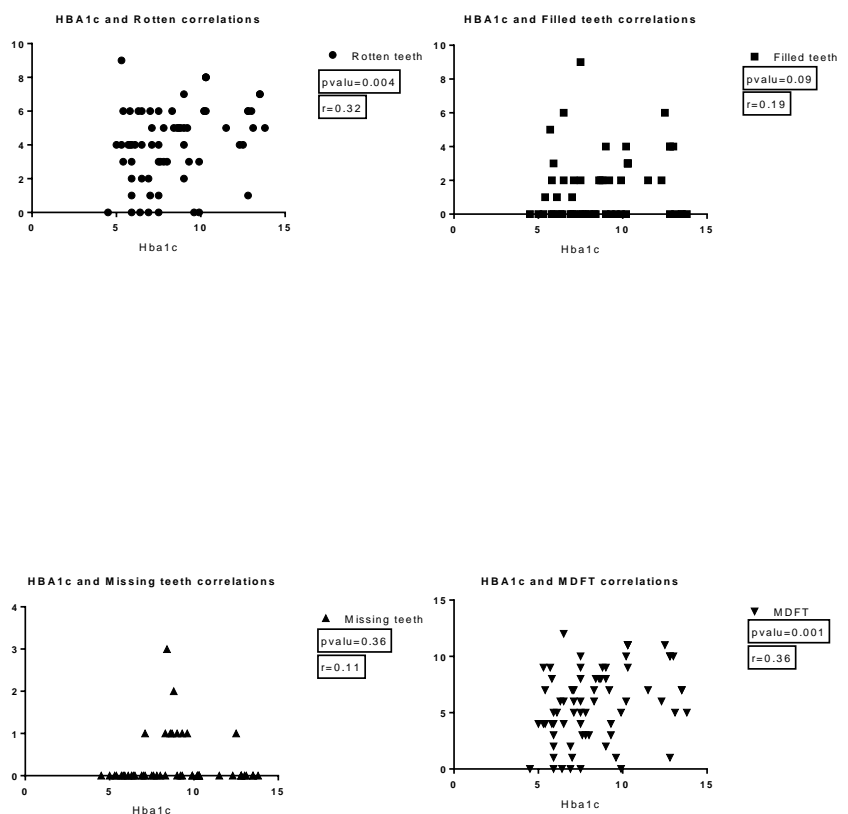 HBA1c and Rotten correlations
10
8
6
4
2
0
0
5
10
15
Hba1c
Rotten teeth
pvalu=0.004
r=0.32
HBA1c and Filled teeth correlations
10
8
6
4
2
0
0
5
10
15
Hba1c
Filled teeth
pvalu=0.09
r=0.19
HBA1c and Missing teeth correlations
4
3
2
1
0
0
5
10
15
Hba1c
Missing teeth
pvalu=0.36
r=0.11
HBA1c and MDFT correlations
15
10
5
0
0
5
10
15
Hba1c
MDFT
pvalu=0.001
r=0.36